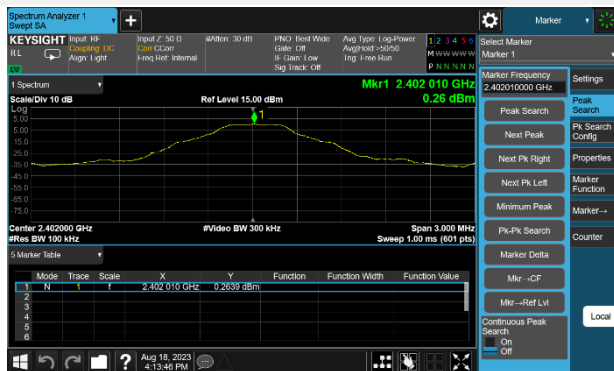 Spectrum Analyzer 1
Swept SA
+
Marker
KEYSIGHT
RL
Input: RF
Coupling: DC
Align: Light
Input Z: 50 Ω
Corr CCorr
Freq Ref: Internal
#Atten: 30 dB
PNO: Best Wide
Gate: Off
IF Gain: Low
Sig Track: Off
Avg Type: Log-Power
Avg|Hold:>50/50
Trig: Free Run
1 2 3 4 5 6
M W W W W W
P N N N N N
Select Marker
Marker 1
1 Spectrum
Scale/Div 10 dB
Log
Ref Level 15.00 dBm
Mkr1 2.402 010 GHz
0.26 dBm
1
5.00
-5.00
-15.0
-25.0
-35.0
-45.0
-55.0
-65.0
-75.0
Center 2.402000 GHz
#Res BW 100 kHz
#Video BW 300 kHz
Span 3.000 MHz
Sweep 1.00 ms (601 pts)
5 Marker Table
Mode Trace Scale X Y Function Function Width Function Value
1 N 1 f 2.402 010 GHz 0.2639 dBm
2
3
4
5
6
Marker Frequency
2.402010000 GHz
Peak Search
Next Peak
Next Pk Right
Next Pk Left
Minimum Peak
Pk-Pk Search
Marker Delta
Mkr→CF
Mkr→Ref Lvl
Continuous Peak
Search
On
Off
Settings
Peak
Search
Pk Search
Config
Properties
Marker
Function
Marker→
Counter
Local
?
Aug 18, 2023
4:13:46 PM